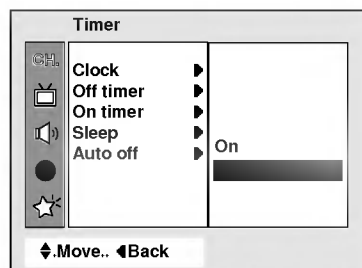 Timer
CH.
Clock
Off timer
On timer
Sleep
Auto off
On
.Move.. Back